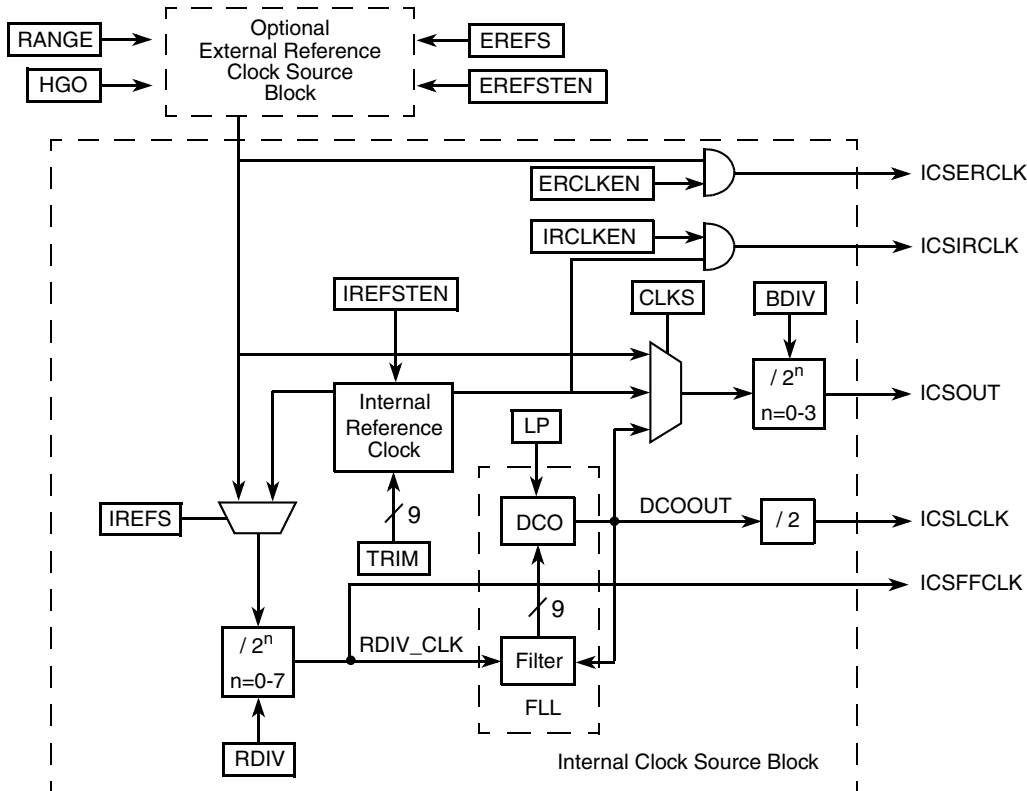 RANGE
HGO
Optional
External Reference
Clock Source
Block
EREFS
EREFSTEN
ERCLKEN
ICSERCLK
IRCLKEN
ICSIRCLK
IREFSTEN
CLKS
BDIV
Internal
Reference
Clock
/ 2ⁿ
n=0-3
ICSOUT
LP
IREFS
9
TRIM
DCO
DCOOUT
/ 2
ICSLCLK
ICSFFCLK
9
/ 2ⁿ
n=0-7
RDIV_CLK
Filter
FLL
RDIV
Internal Clock Source Block